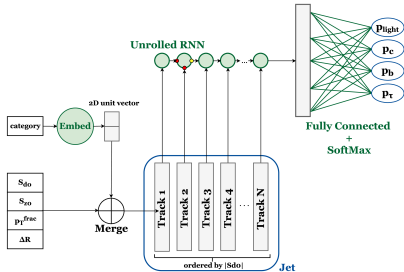 Unrolled RNN
...
p_light
p_c
p_b
p_τ
Fully Connected
+
SoftMax
2D unit vector
category
Embed
S_d0
S_z0
p_T^frac
ΔR
Merge
Track 1
Track 2
Track 3
Track 4
...
Track N
ordered by |Sd0|
Jet